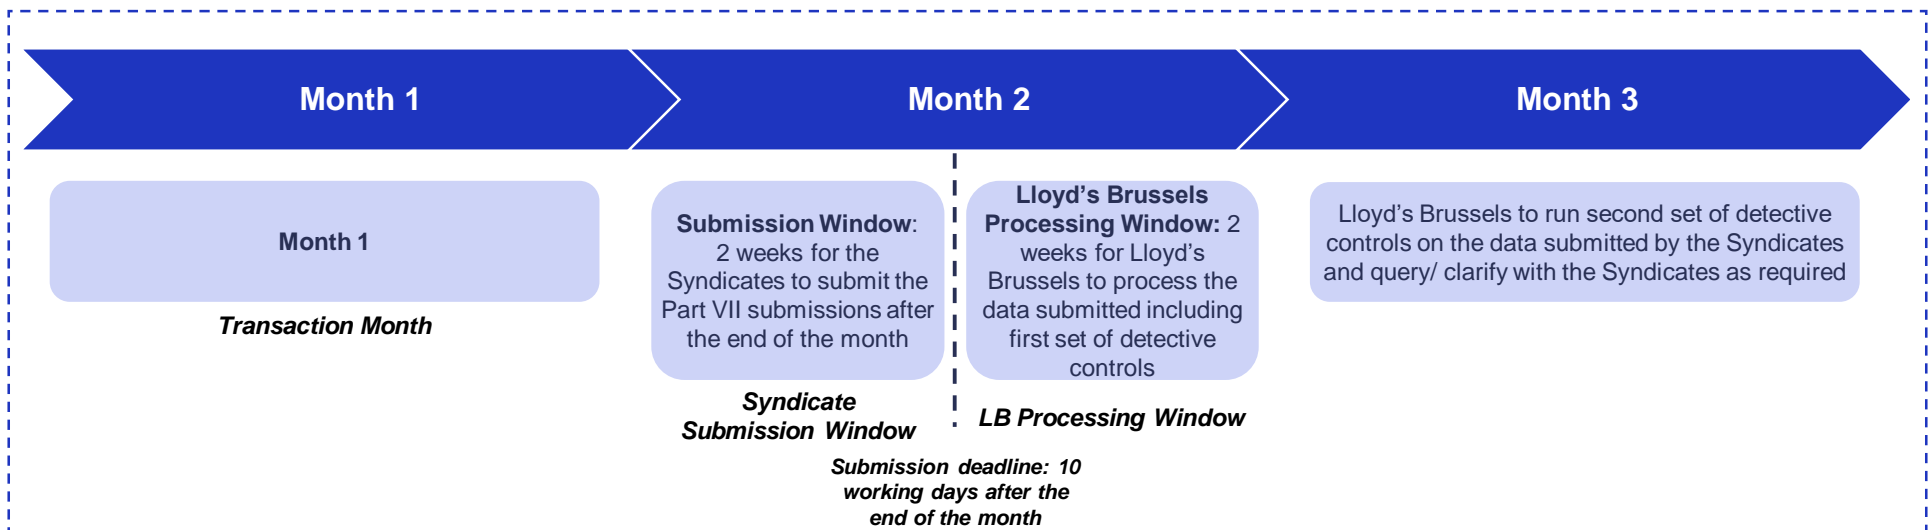 Month 1
Month 2
Month 3
Month 1
Transaction Month
Submission Window:
2 weeks for the
Syndicates to submit the
Part VII submissions after
the end of the month
Syndicate
Submission Window
Lloyd's Brussels
Processing Window: 2
weeks for Lloyd's
Brussels to process the
data submitted including
first set of detective
controls
LB Processing Window
Submission deadline: 10
working days after the
end of the month
Lloyd's Brussels to run second set of detective
controls on the data submitted by the Syndicates
and query/ clarify with the Syndicates as required